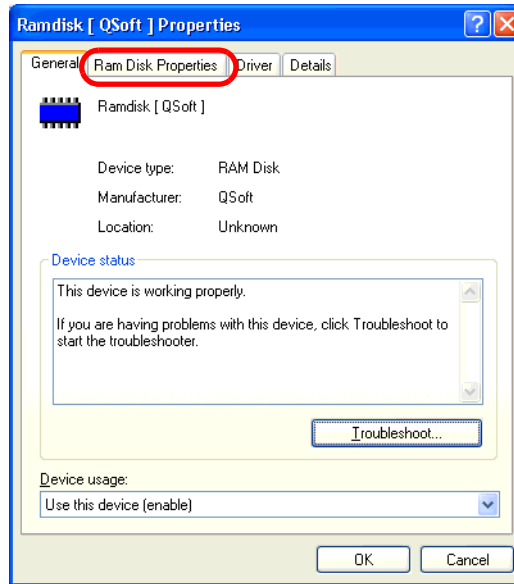 Ramdisk [ QSoft ] Properties
General Ram Disk Properties Driver Details
Ramdisk [ QSoft ]
Device type: RAM Disk
Manufacturer: QSoft
Location: Unknown
Device status
This device is working properly.
If you are having problems with this device, click Troubleshoot to
start the troubleshooter.
Troubleshoot...
Device usage:
Use this device (enable)
OK Cancel